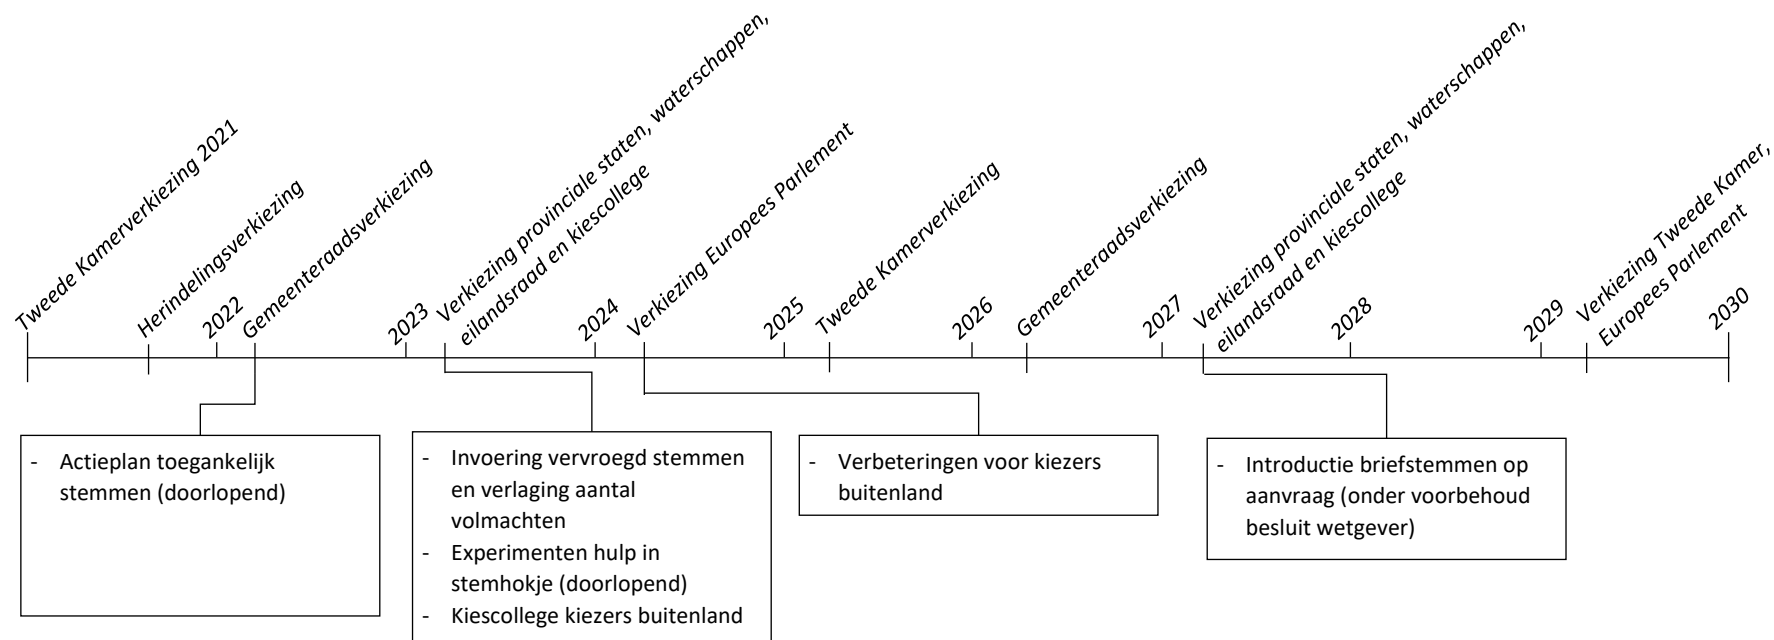 Tweede Kamerverkiezing 2021
Herindelingsverkiezing
2022
Gemeenteraadsverkiezing
2023
Verkiezing provinciale staten, waterschappen,
eilandsraad en kiescollege
2024
Verkiezing Europees Parlement
2025
Tweede Kamerverkiezing
2026
Gemeenteraadsverkiezing
2027
Verkiezing provinciale staten, waterschappen,
eilandsraad en kiescollege
2028
2029
Verkiezing Tweede Kamer,
Europees Parlement
2030
- Actieplan toegankelijk
stemmen (doorlopend)
- Invoering vervroegd stemmen
en verlaging aantal
volmachten
- Experimenten hulp in
stemhokje (doorlopend)
- Kiescollege kiezers buitenland
- Verbeteringen voor kiezers
buitenland
- Introductie briefstemmen op
aanvraag (onder voorbehoud
besluit wetgever)